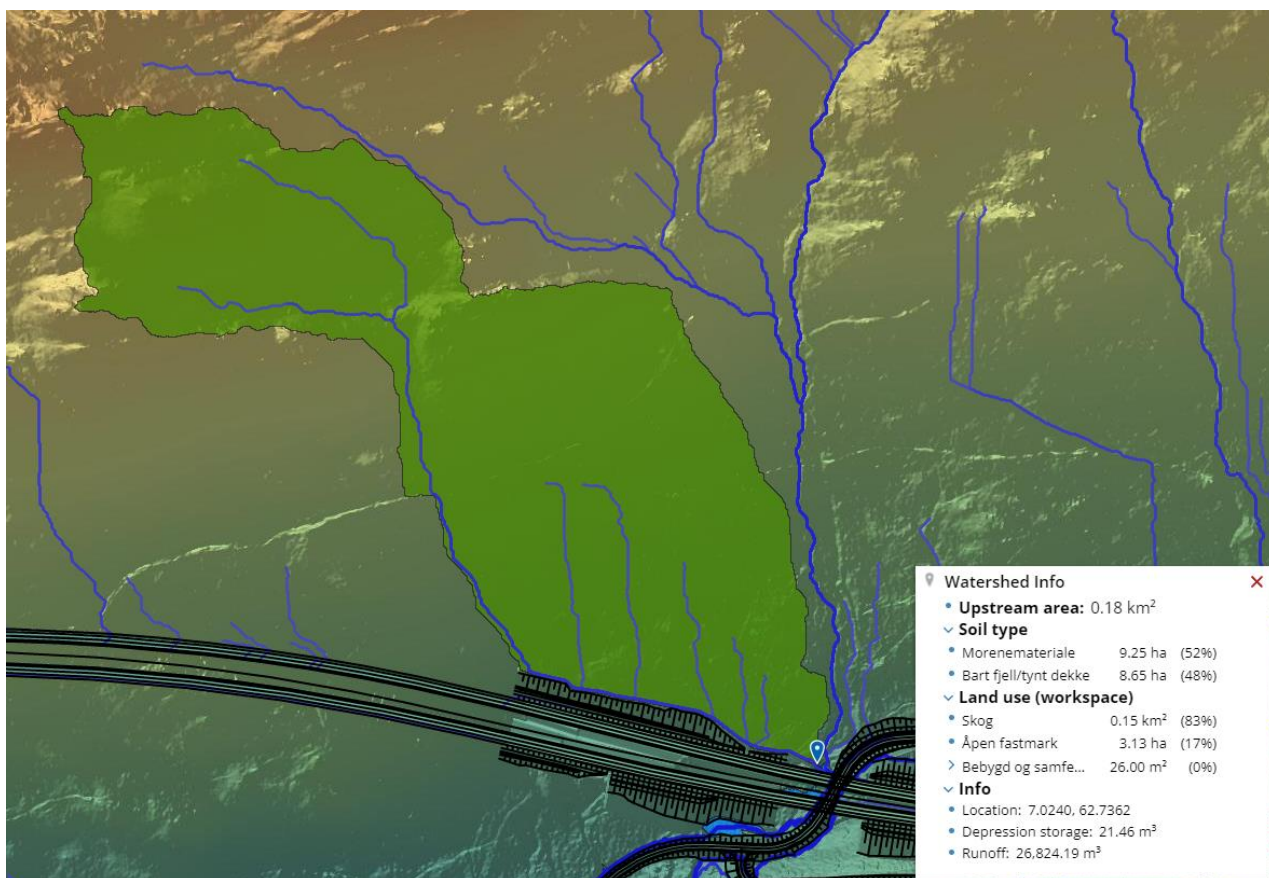 Watershed Info
Upstream area: 0.18 km²
Soil type
Morenemateriale 9.25 ha (52%)
Bart fjell/tynt dekke 8.65 ha (48%)
Land use (workspace)
Skog 0.15 km² (83%)
Åpen fastmark 3.13 ha (17%)
Bebygd og samfe... 26.00 m² (0%)
Info
Location: 7.0240, 62.7362
Depression storage: 21.46 m³
Runoff: 26,824.19 m³